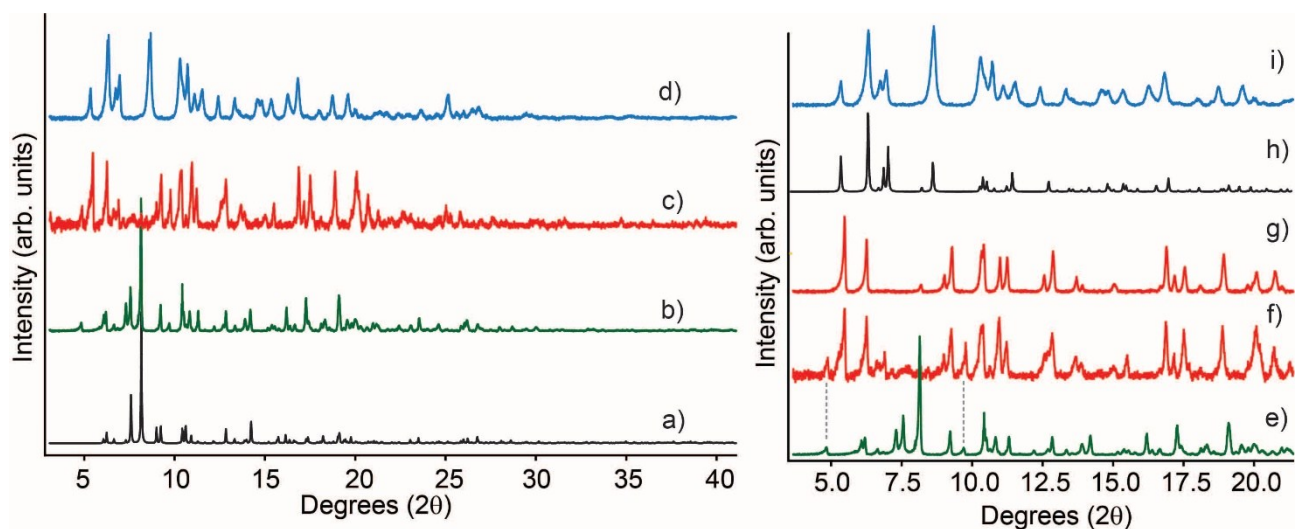 Intensity (arb. units)
d)
c)
b)
a)
5 10 15 20 25 30 35 40
Degrees (2θ)
Intensity (arb. units)
i)
h)
g)
f)
e)
5.0 7.5 10.0 12.5 15.0 17.5 20.0
Degrees (2θ)